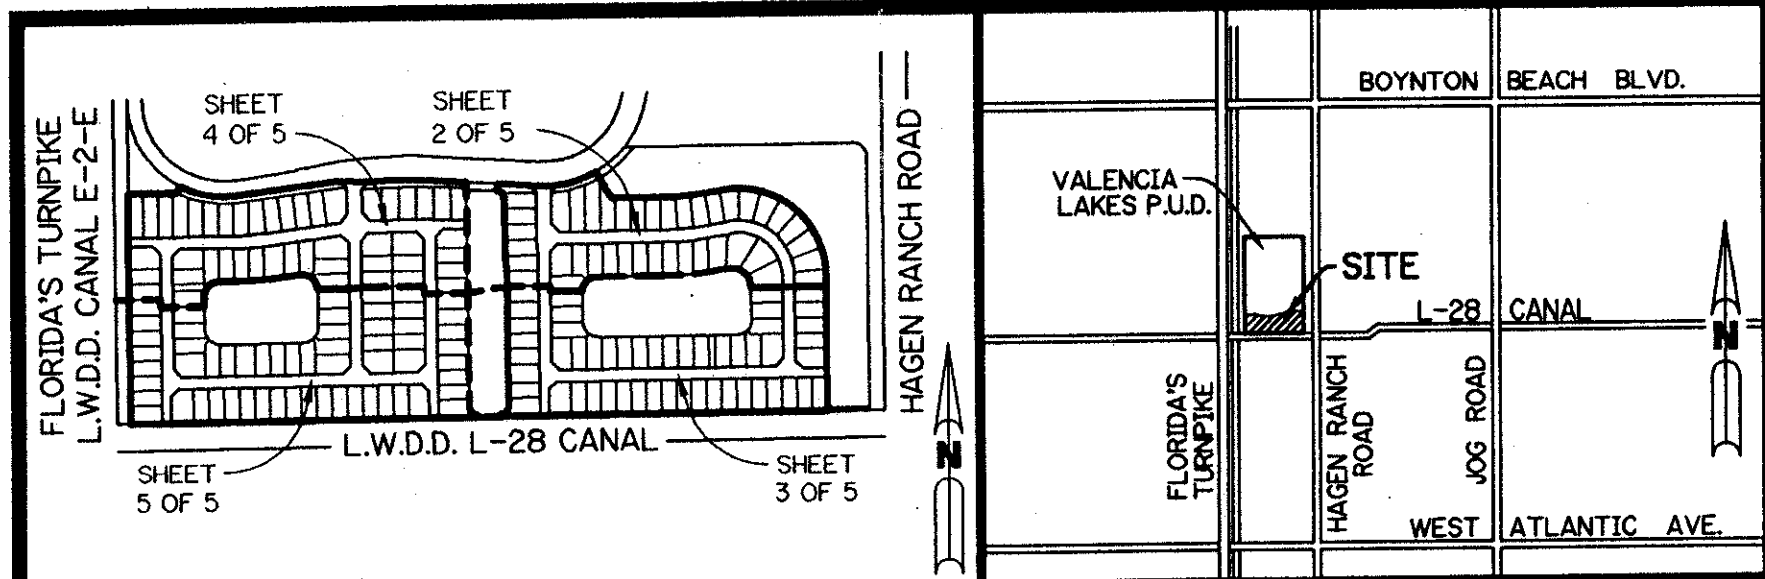 FLORIDA'S TURNPIKE
L.W.D.D. CANAL E-2-E
SHEET
4 OF 5
SHEET
2 OF 5
HAGEN RANCH ROAD
L.W.D.D. L-28 CANAL
SHEET
5 OF 5
SHEET
3 OF 5
N
BOYNTON BEACH BLVD.
VALENCIA
LAKES P.U.D.
SITE
L-28 CANAL
FLORIDA'S
TURNPIKE
HAGEN RANCH
ROAD
JOG ROAD
WEST ATLANTIC AVE.
N